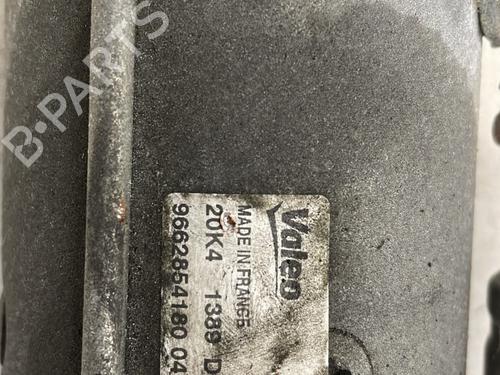 B-PARTS
Valeo
MADE IN FRANCE
20K4 1389 D
9662854180 04